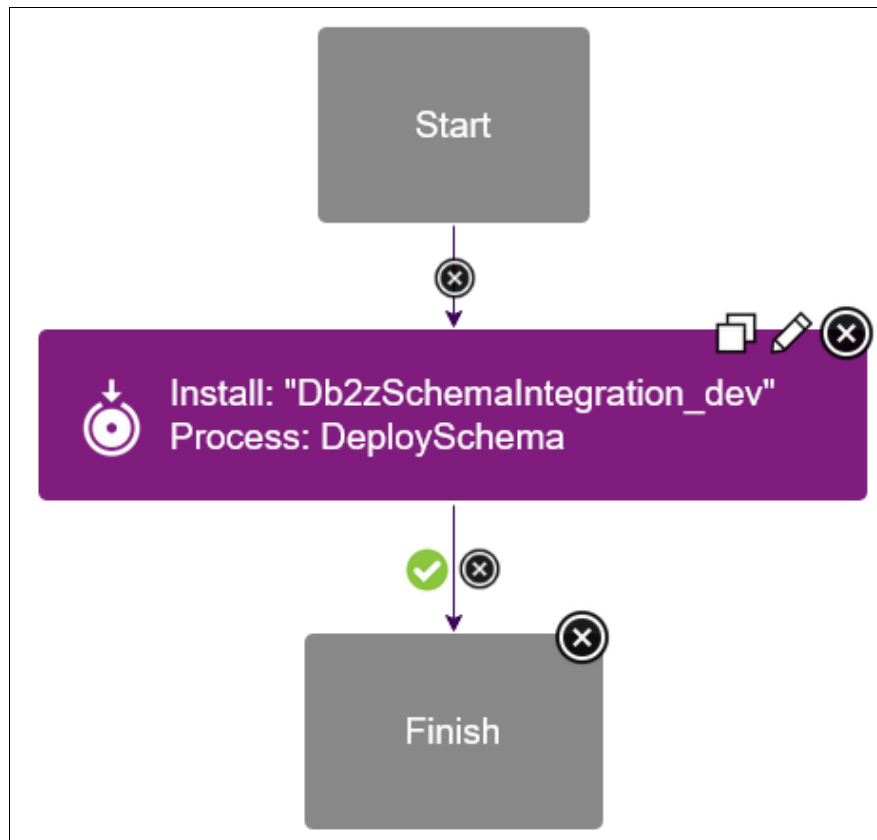 Start
Install: "Db2zSchemaIntegration_dev"
Process: DeploySchema
Finish